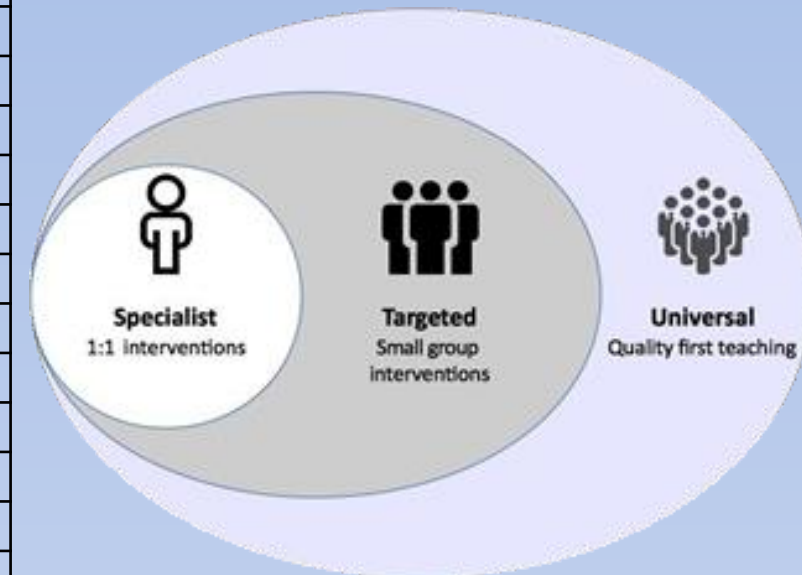 Specialist
1:1 interventions
Targeted
Small group
interventions
Universal
Quality first teaching